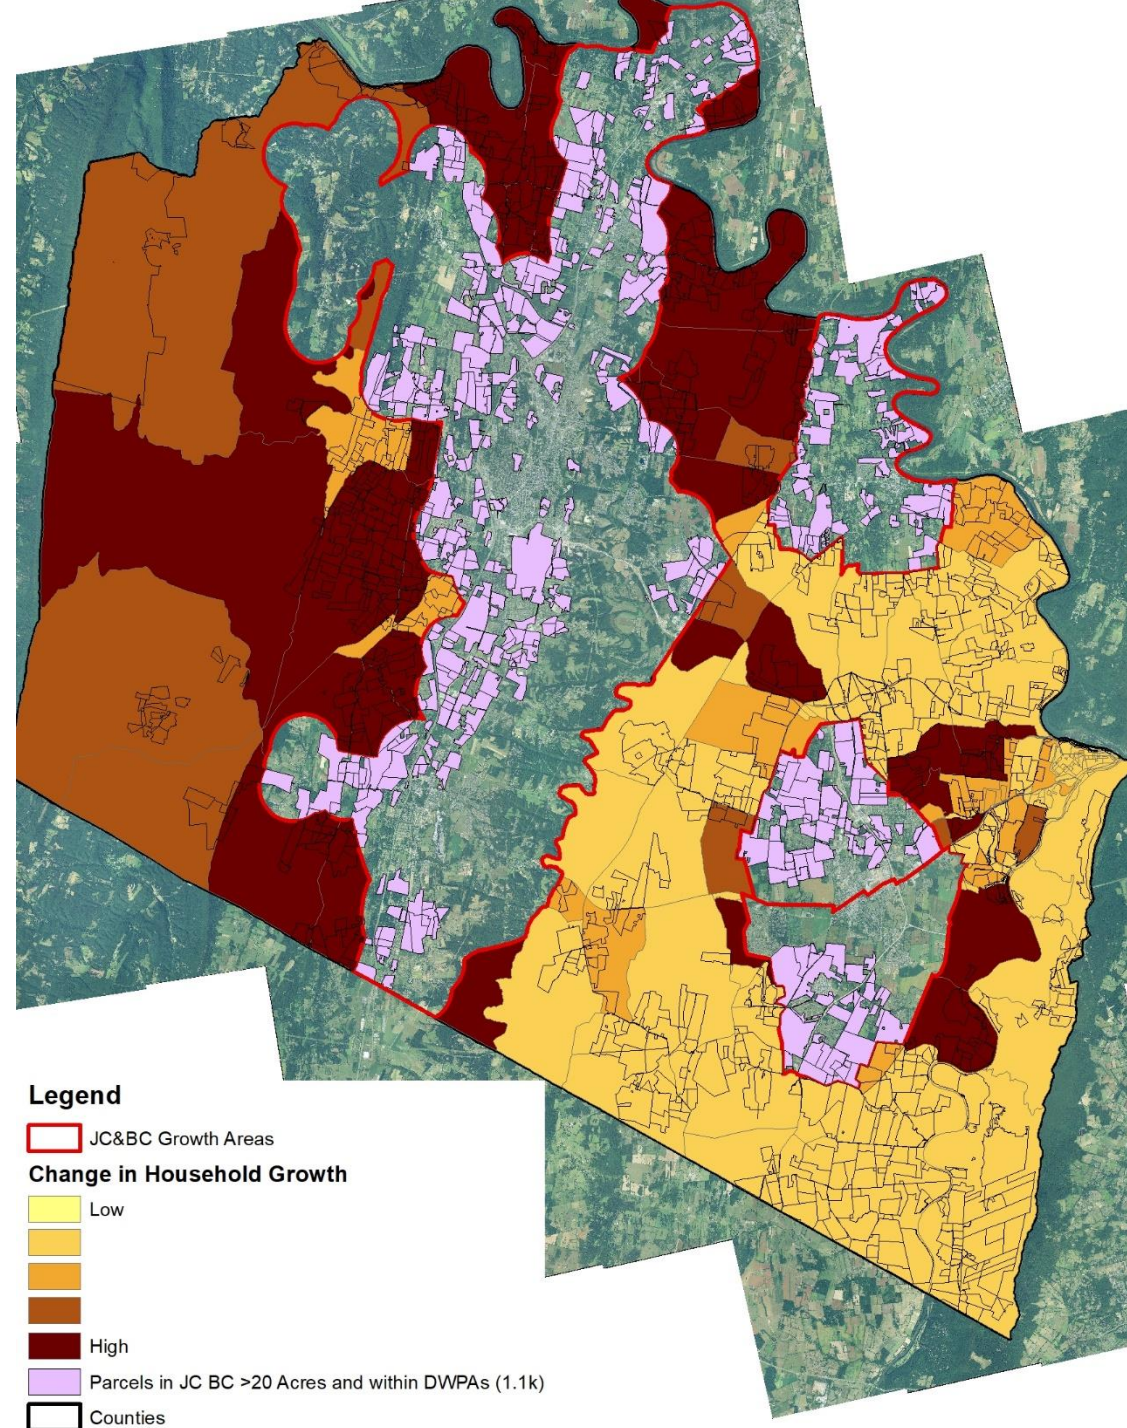 Legend
JC&BC Growth Areas
Change in Household Growth
Low
High
Parcels in JC BC >20 Acres and within DWPAs (1.1k)
Counties